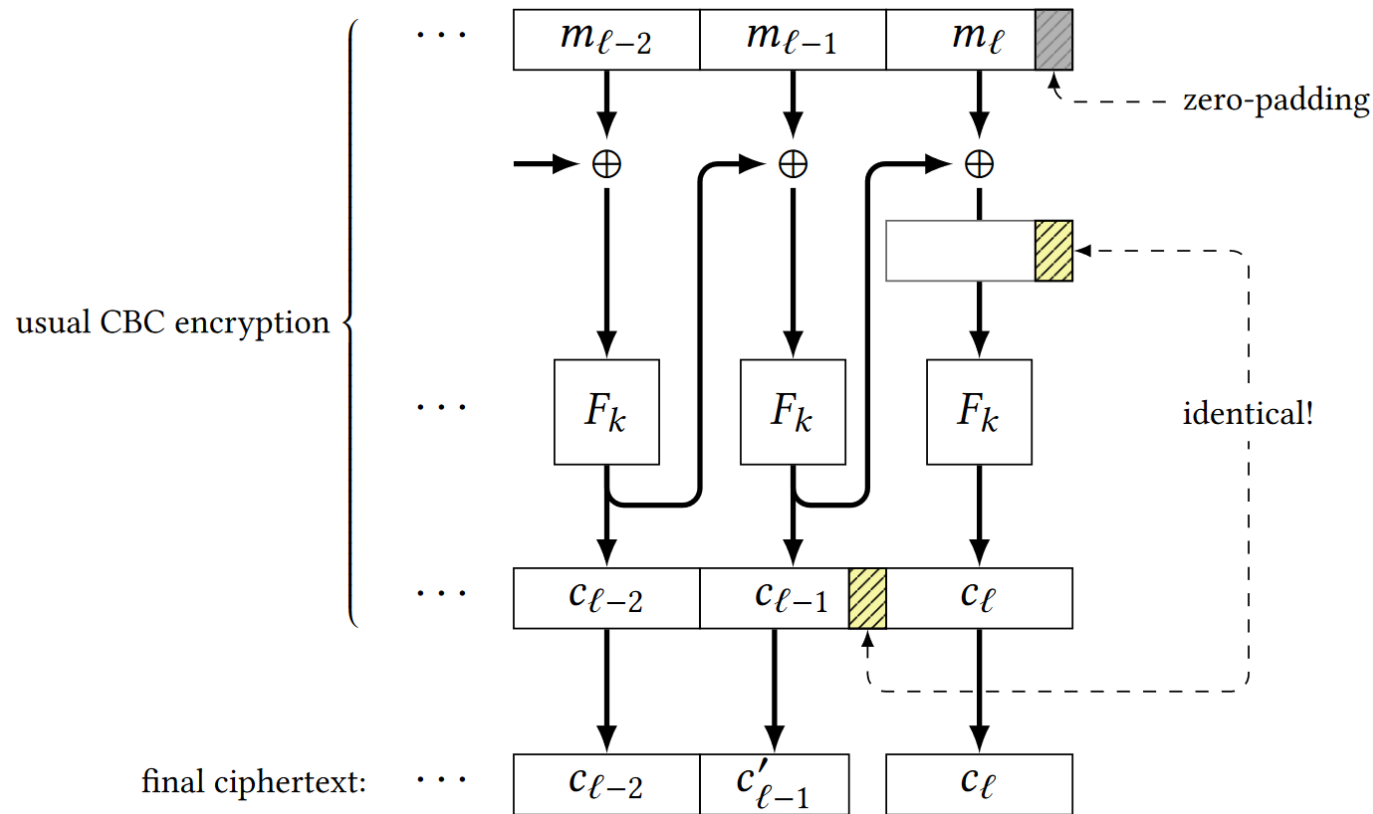 · · · m_{ℓ−2} m_{ℓ−1} m_ℓ
zero-padding
⊕ ⊕ ⊕
usual CBC encryption
· · · F_k F_k F_k
identical!
· · · c_{ℓ−2} c_{ℓ−1} c_ℓ
final ciphertext: · · · c_{ℓ−2} c′_{ℓ−1} c_ℓ